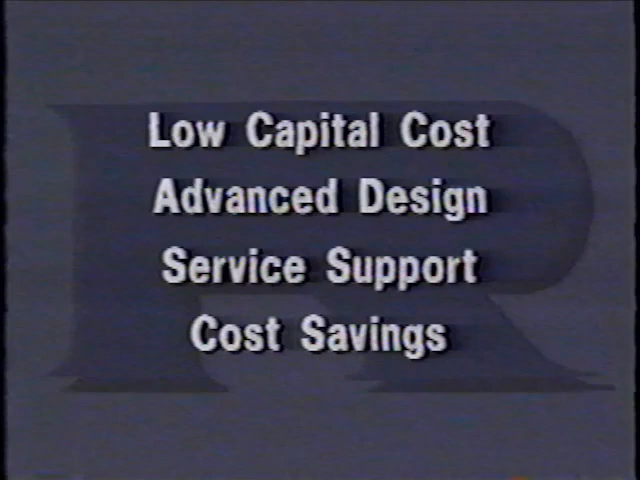 Low Capital Cost
Advanced Design
Service Support
Cost Savings
R